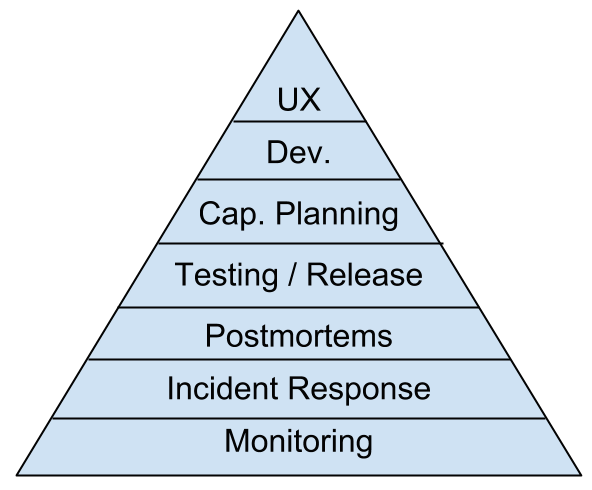 UX
Dev.
Cap. Planning
Testing / Release
Postmortems
Incident Response
Monitoring